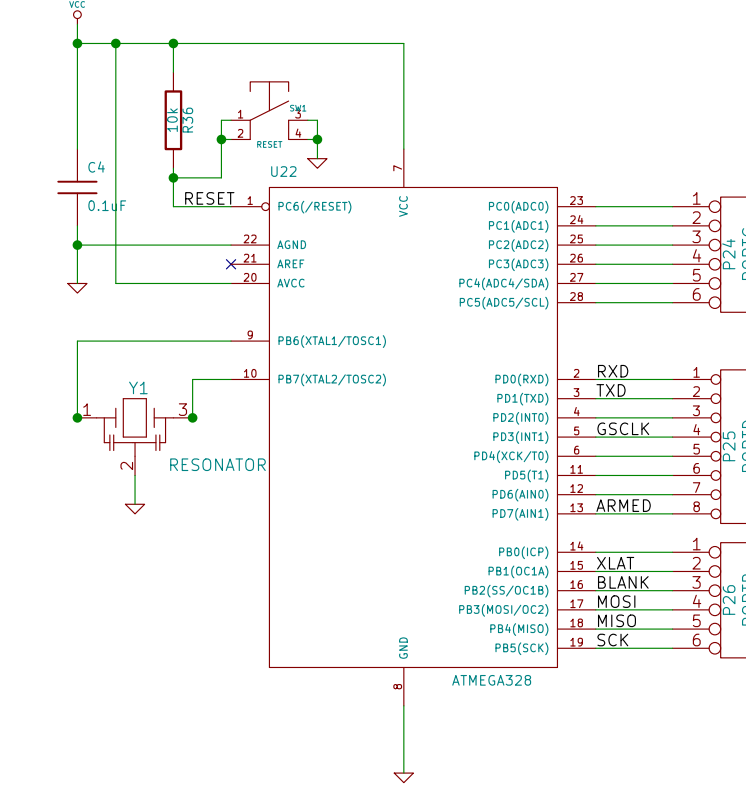 VCC
10k
R36
SW1
1
3
2
4
RESET
C4
0.1uF
U22
7
VCC
RESET
1
PC6(/RESET)
22
AGND
21
AREF
20
AVCC
9
PB6(XTAL1/TOSC1)
10
PB7(XTAL2/TOSC2)
Y1
1
3
2
RESONATOR
PC0(ADC0)
23
1
PC1(ADC1)
24
2
PC2(ADC2)
25
3
PC3(ADC3)
26
4
PC4(ADC4/SDA)
27
5
PC5(ADC5/SCL)
28
6
P24
PD0(RXD)
2
RXD
1
PD1(TXD)
3
TXD
2
PD2(INT0)
4
3
PD3(INT1)
5
GSCLK
4
PD4(XCK/T0)
6
5
PD5(T1)
11
6
PD6(AIN0)
12
7
PD7(AIN1)
13
ARMED
8
P25
PB0(ICP)
14
1
PB1(OC1A)
15
XLAT
2
PB2(SS/OC1B)
16
BLANK
3
PB3(MOSI/OC2)
17
MOSI
4
PB4(MISO)
18
MISO
5
PB5(SCK)
19
SCK
6
P26
GND
8
ATMEGA328